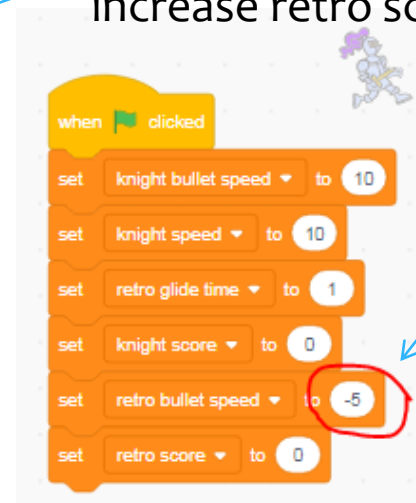 increase retro sc
when clicked
set knight bullet speed to 10
set knight speed to 10
set retro glide time to 1
set knight score to 0
set retro bullet speed to -5
set retro score to 0